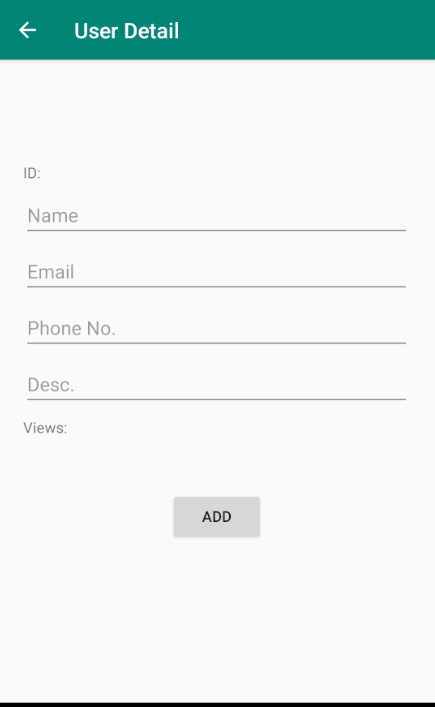 User Detail
ID:
Name
Email
Phone No.
Desc.
Views:
ADD